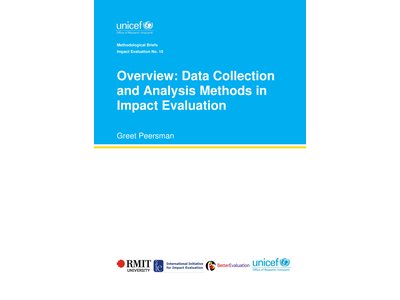 unicef
Office of Research-Innocenti
Methodological Briefs
Impact Evaluation No. 10
Overview: Data Collection
and Analysis Methods in
Impact Evaluation
Greet Peersman
RMIT
UNIVERSITY
International Initiative
for Impact Evaluation
BetterEvaluation
unicef
Office of Research-Innocenti